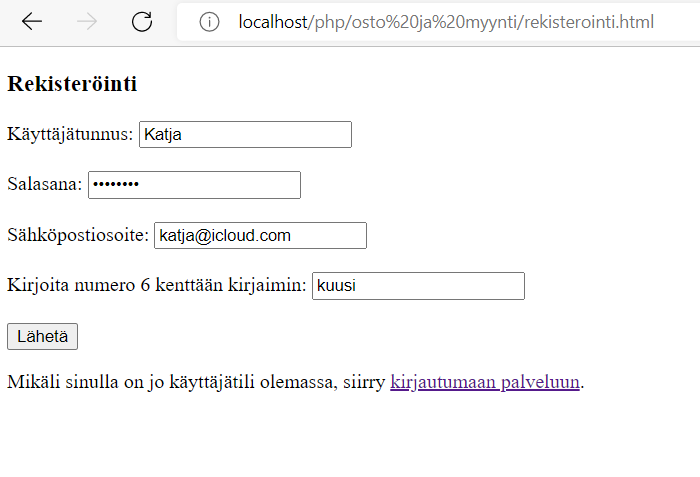 localhost/php/osto%20ja%20myynti/rekisterointi.html
Rekisteröinti
Käyttäjätunnus: Katja
Salasana: ••••••••
Sähköpostiosoite: katja@icloud.com
Kirjoita numero 6 kenttään kirjaimin: kuusi
Lähetä
Mikäli sinulla on jo käyttäjätili olemassa, siirry kirjautumaan palveluun.